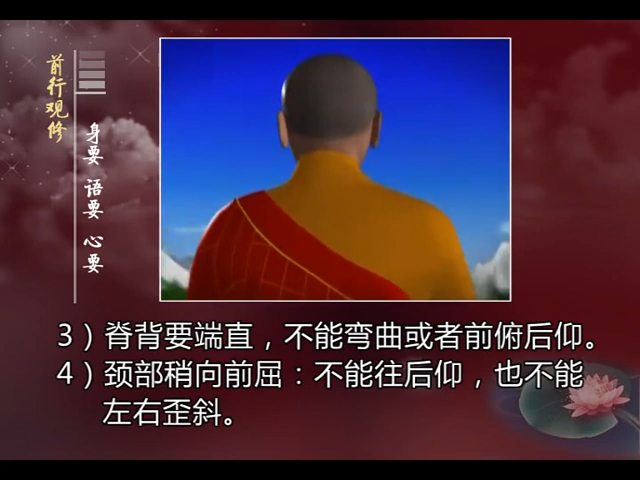 前行观修
身要 语要 心要
3）脊背要端直，不能弯曲或者前俯后仰。
4）颈部稍向前屈：不能往后仰，也不能
左右歪斜。